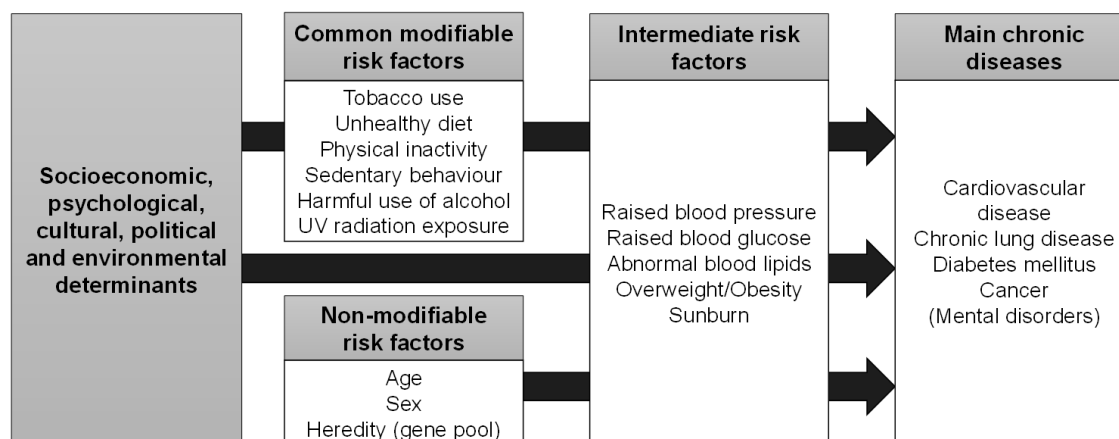 Socioeconomic,
psychological,
cultural, political
and environmental
determinants
Common modifiable
risk factors
Tobacco use
Unhealthy diet
Physical inactivity
Sedentary behaviour
Harmful use of alcohol
UV radiation exposure
Non-modifiable
risk factors
Age
Sex
Heredity (gene pool)
Intermediate risk
factors
Raised blood pressure
Raised blood glucose
Abnormal blood lipids
Overweight/Obesity
Sunburn
Main chronic
diseases
Cardiovascular
disease
Chronic lung disease
Diabetes mellitus
Cancer
(Mental disorders)